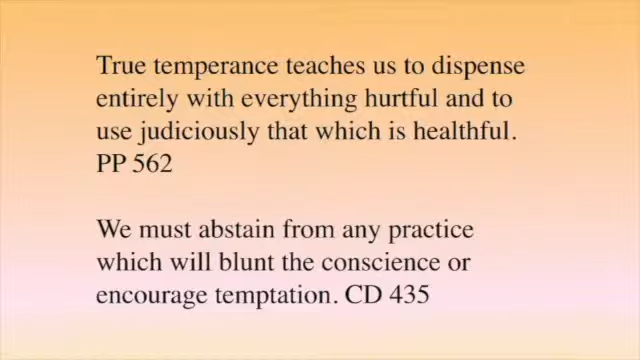 True temperance teaches us to dispense
entirely with everything hurtful and to
use judiciously that which is healthful.
PP 562
We must abstain from any practice
which will blunt the conscience or
encourage temptation. CD 435